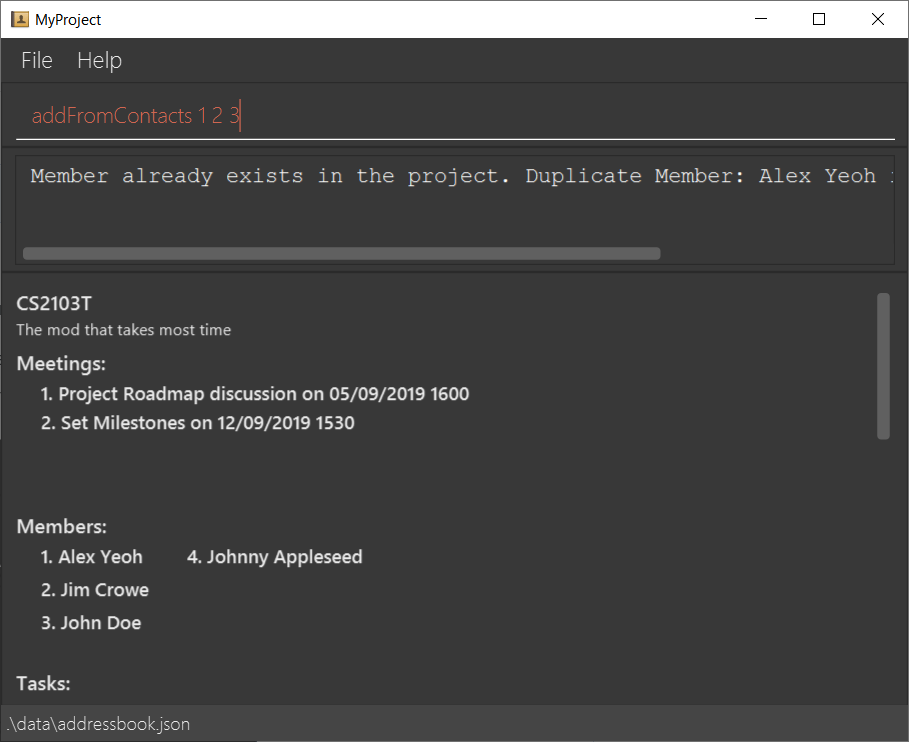 MyProject
File Help
addFromContacts 1 2 3
Member already exists in the project. Duplicate Member: Alex Yeoh
CS2103T
The mod that takes most time
Meetings:
1. Project Roadmap discussion on 05/09/2019 1600
2. Set Milestones on 12/09/2019 1530
Members:
1. Alex Yeoh 4. Johnny Appleseed
2. Jim Crowe
3. John Doe
Tasks:
.\data\addressbook.json